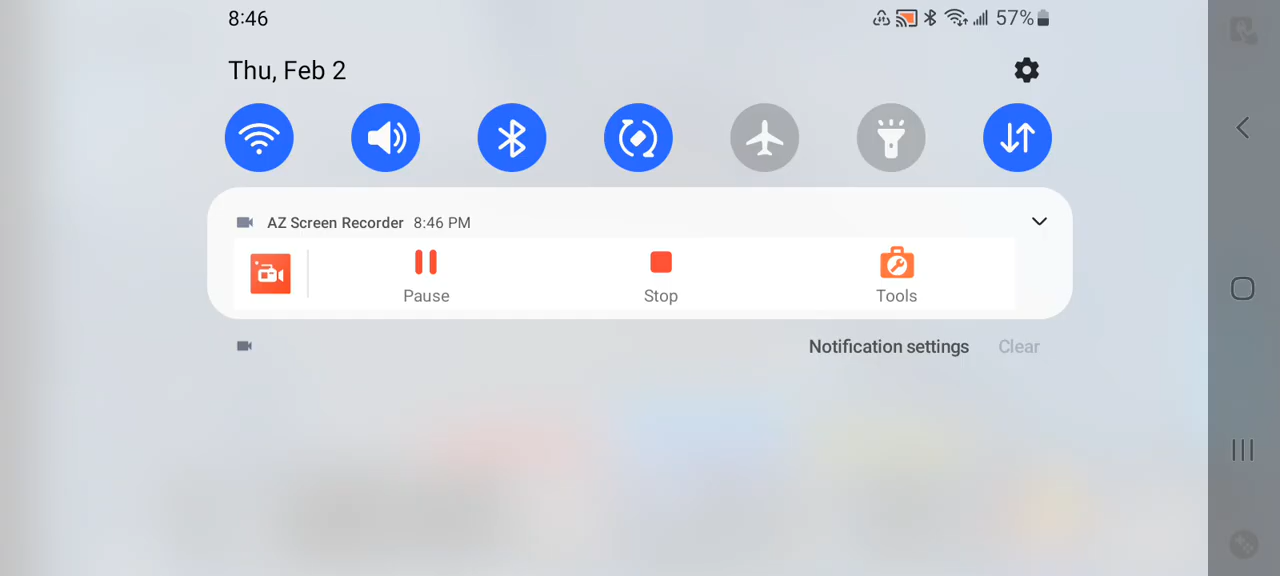 8:46 57%
Thu, Feb 2
AZ Screen Recorder 8:46 PM
Pause Stop Tools
Notification settings Clear